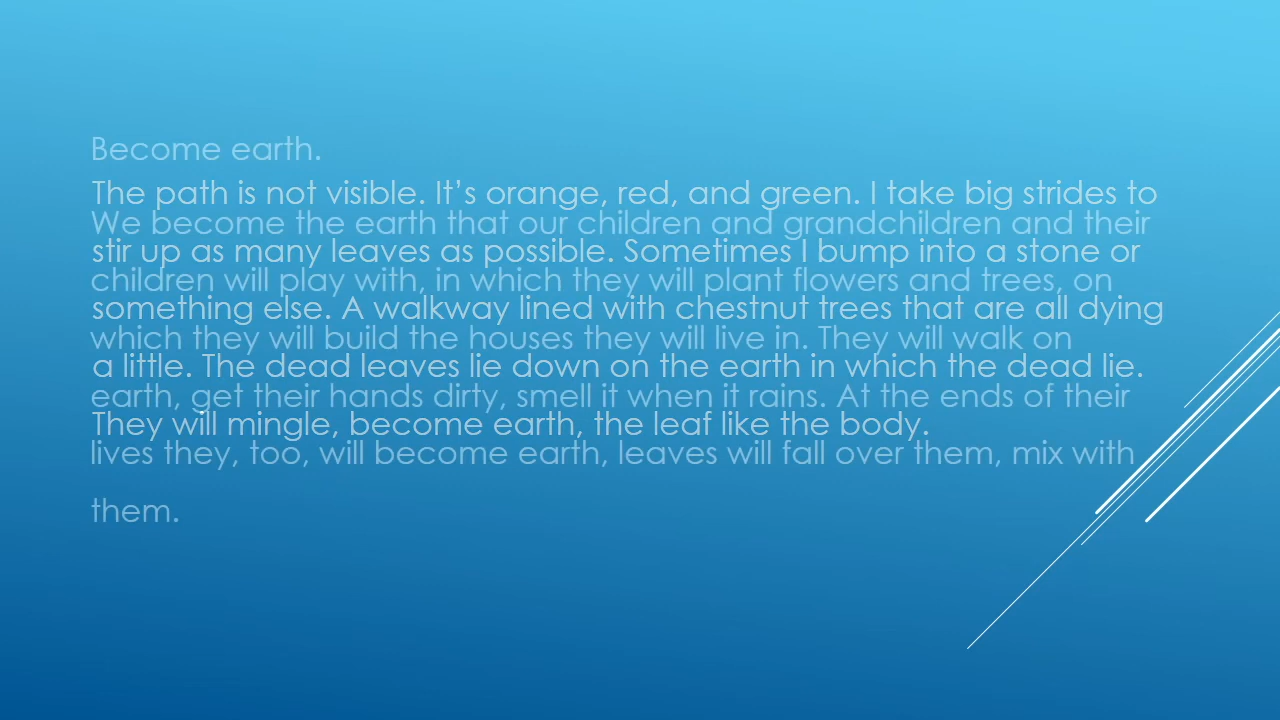 Become earth.
The path is not visible. It’s orange, red, and green. I take big strides to
We become the earth that our children and grandchildren and their
stir up as many leaves as possible. Sometimes I bump into a stone or
children will play with, in which they will plant flowers and trees, on
something else. A walkway lined with chestnut trees that are all dying
which they will build the houses they will live in. They will walk on
a little. The dead leaves lie down on the earth in which the dead lie.
earth, get their hands dirty, smell it when it rains. At the ends of their
They will mingle, become earth, the leaf like the body.
lives they, too, will become earth, leaves will fall over them, mix with
them.